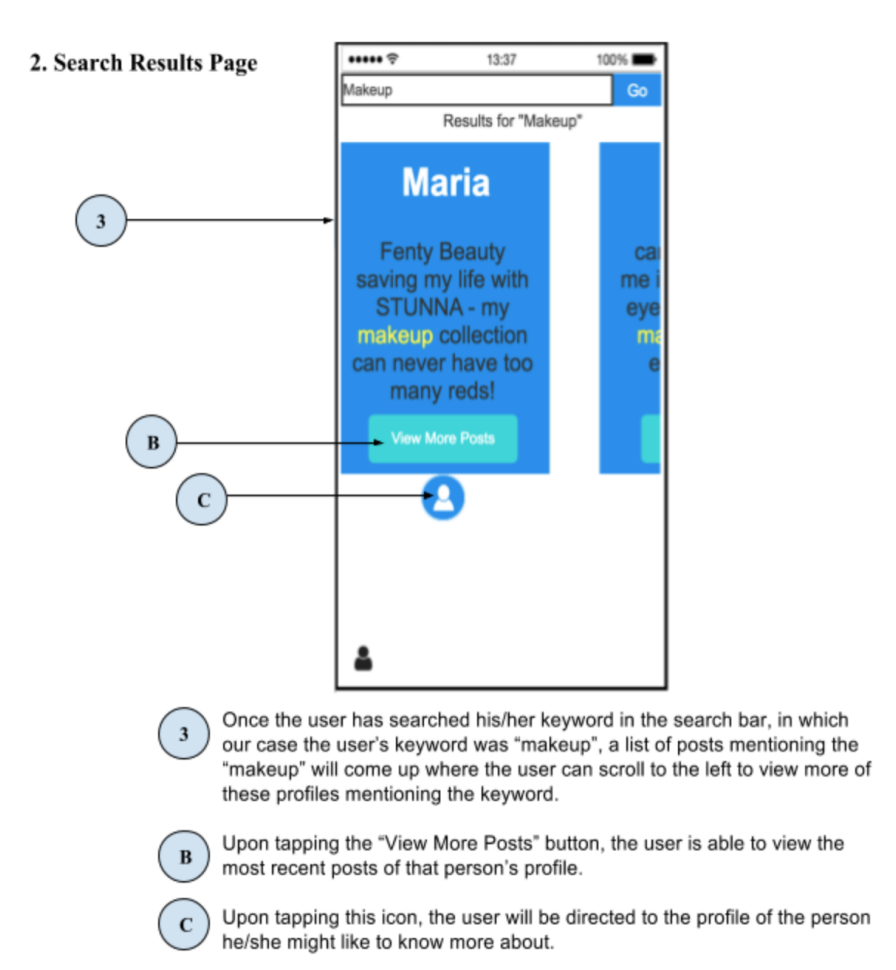 2. Search Results Page
13:37
100%
Makeup
Go
Results for "Makeup"
Maria
Fenty Beauty
saving my life with
STUNNA - my
makeup collection
can never have too
many reds!
View More Posts
3
B
C
3
Once the user has searched his/her keyword in the search bar, in which
our case the user's keyword was “makeup”, a list of posts mentioning the
“makeup” will come up where the user can scroll to the left to view more of
these profiles mentioning the keyword.
B
Upon tapping the “View More Posts” button, the user is able to view the
most recent posts of that person's profile.
C
Upon tapping this icon, the user will be directed to the profile of the person
he/she might like to know more about.